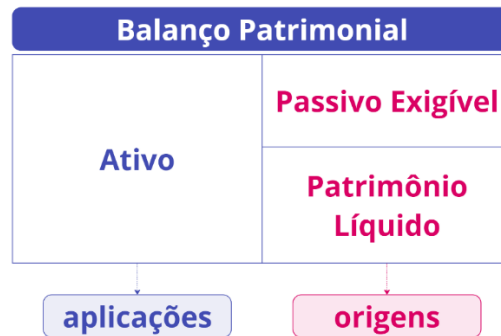 Balanço Patrimonial
Ativo
Passivo Exigível
Patrimônio
Líquido
aplicações
origens